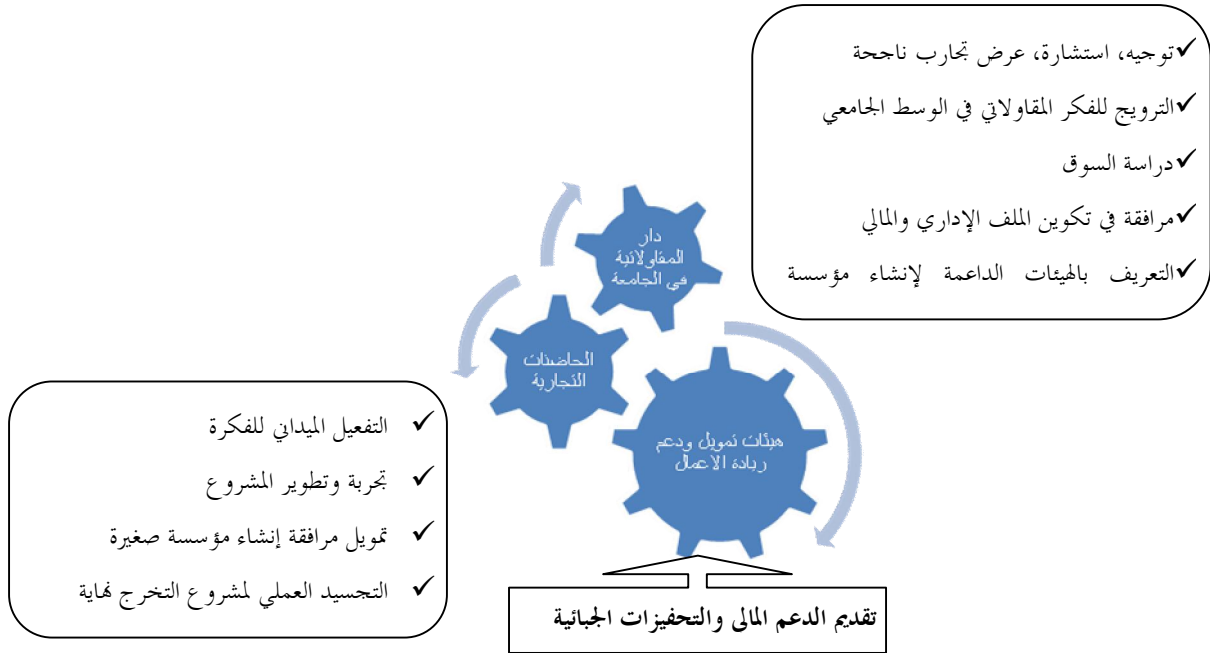 ✓توجيه، استشارة، عرض تجارب ناجحة
✓الترويج للفكر المقاولاتي في الوسط الجامعي
✓دراسة السوق
✓مرافقة في تكوين الملف الإداري والمالي
✓التعريف بالهيئات الداعمة لإنشاء مؤسسة
دار
المقاولاتية
في الجامعة
الحاضنات
التجارية
هيئات تمويل ودعم
ريادة الاعمال
✓ التفعيل الميداني للفكرة
✓ تجربة وتطوير المشروع
✓ تمويل مرافقة إنشاء مؤسسة صغيرة
✓ التجسيد العملي لمشروع التخرج نهاية
تقديم الدعم المالي والتحفيزات الجبائية